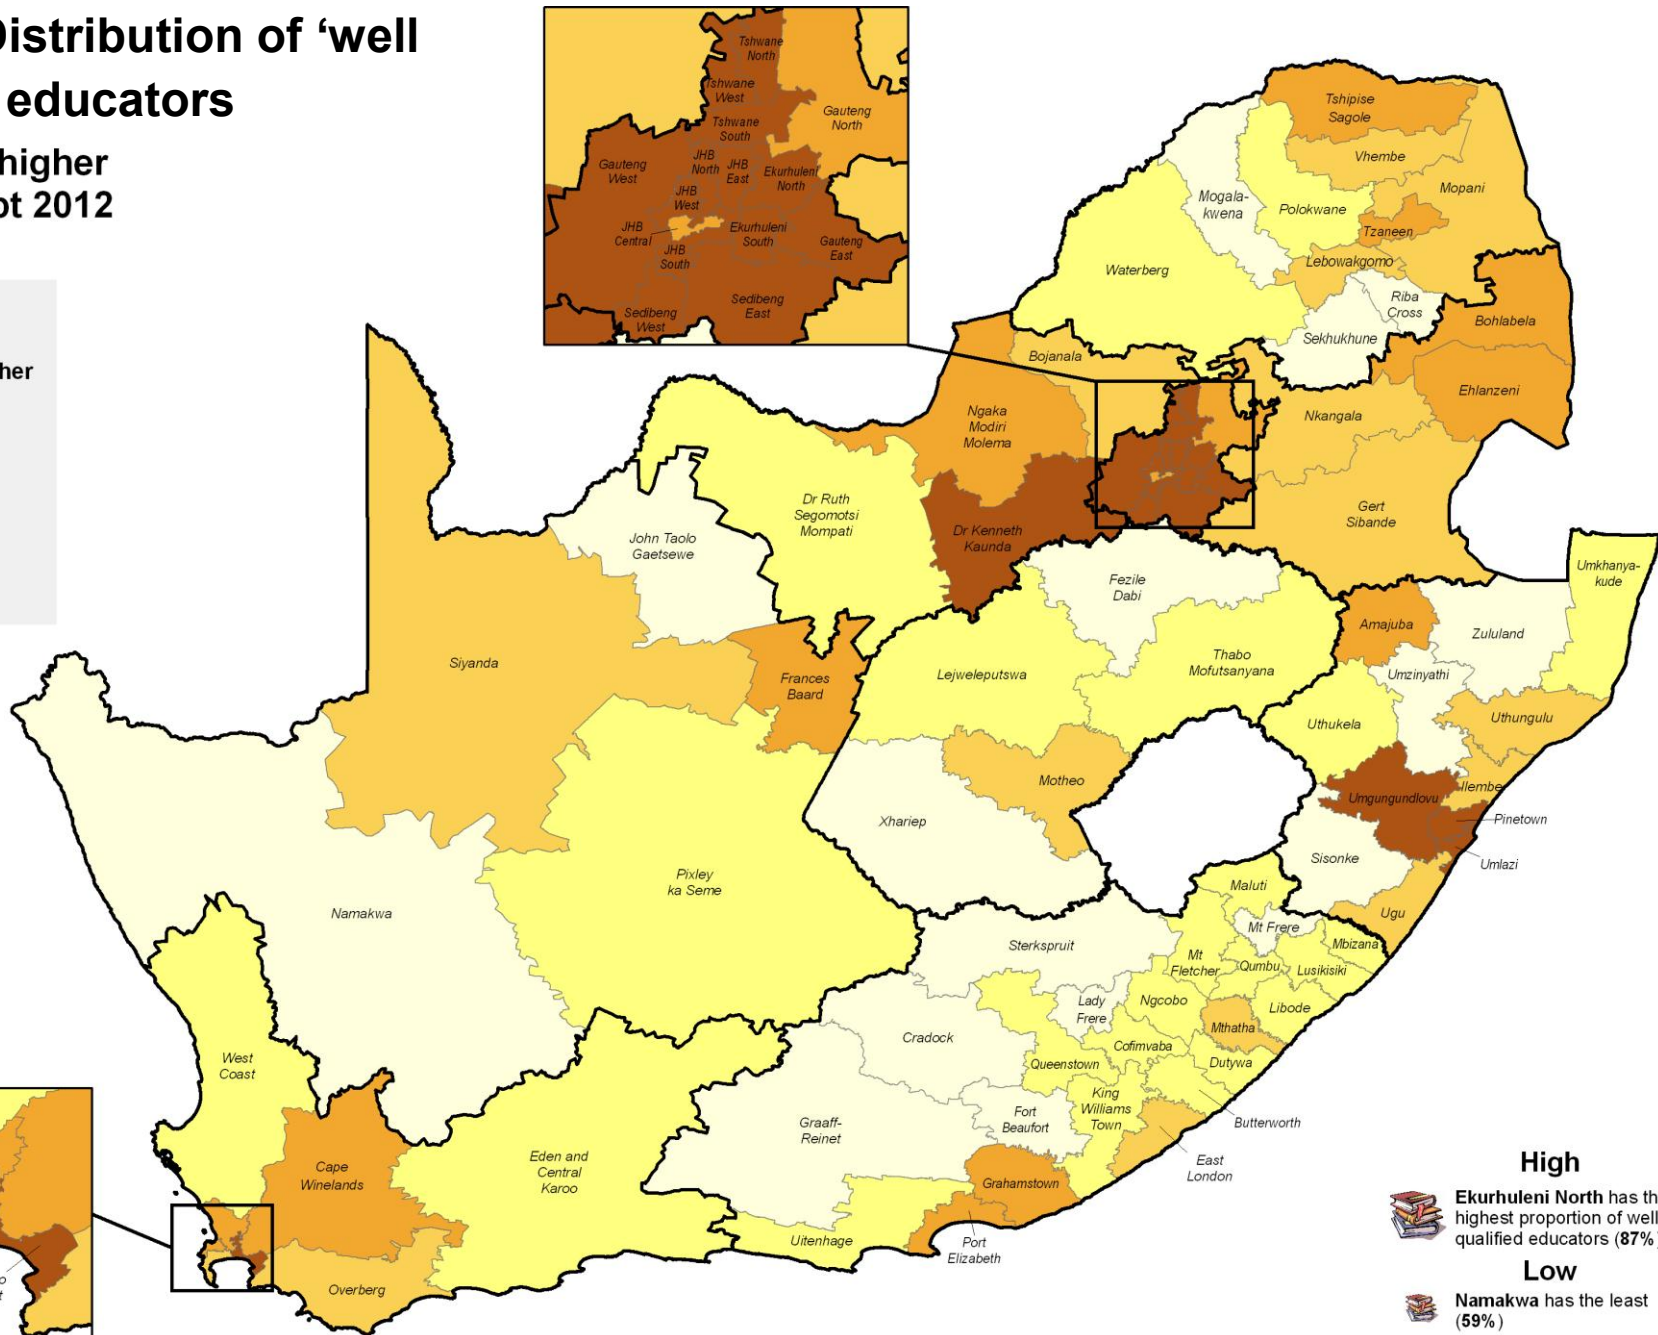 Distribution of ‘well
educators
higher
2012
Tshwane
North
Tshwane
West
Tshwane
South
Gauteng
North
Gauteng
West
JHB
North
JHB
East
Ekurhuleni
North
JHB
West
JHB
Central
Ekurhuleni
South
JHB
South
Gauteng
East
Sedibeng
West
Sedibeng
East
Tshipise
Sagole
Vhembe
Mopani
Mogala-
kwena
Polokwane
Tzaneen
Lebowakgomo
Waterberg
Riba
Cross
Sekhukhune
Bohlabela
Bojanala
Ehlanzeni
Nkangala
Ngaka
Modiri
Molema
Gert
Sibande
Dr Ruth
Segomotsi
Mompati
Dr Kenneth
Kaunda
John Taolo
Gaetsewe
Fezile
Dabi
Umkhanya-
kude
Amajuba
Zululand
Siyanda
Frances
Baard
Lejweleputswa
Thabo
Mofutsanyana
Umzinyathi
Uthukela
Uthungulu
Motheo
Umgungundlovu
Ilembe
Pinetown
Xhariep
Sisonke
Umlazi
Pixley
ka Seme
Maluti
Ugu
Namakwa
Mt Frere
Sterkspruit
Mbizana
Mt
Fletcher
Qumbu
Lusikisiki
Lady
Frere
Ngcobo
Libode
Mthatha
Cradock
Cofimvaba
West
Coast
Queenstown
Dutywa
King
Williams
Town
Fort
Beaufort
Butterworth
Graaff-
Reinet
East
London
Cape
Winelands
Eden and
Central
Karoo
Grahamstown
Uitenhage
Port
Elizabeth
Overberg
High
Ekurhuleni North has th
highest proportion of well
qualified educators (87%
Low
Namakwa has the least
(59%)